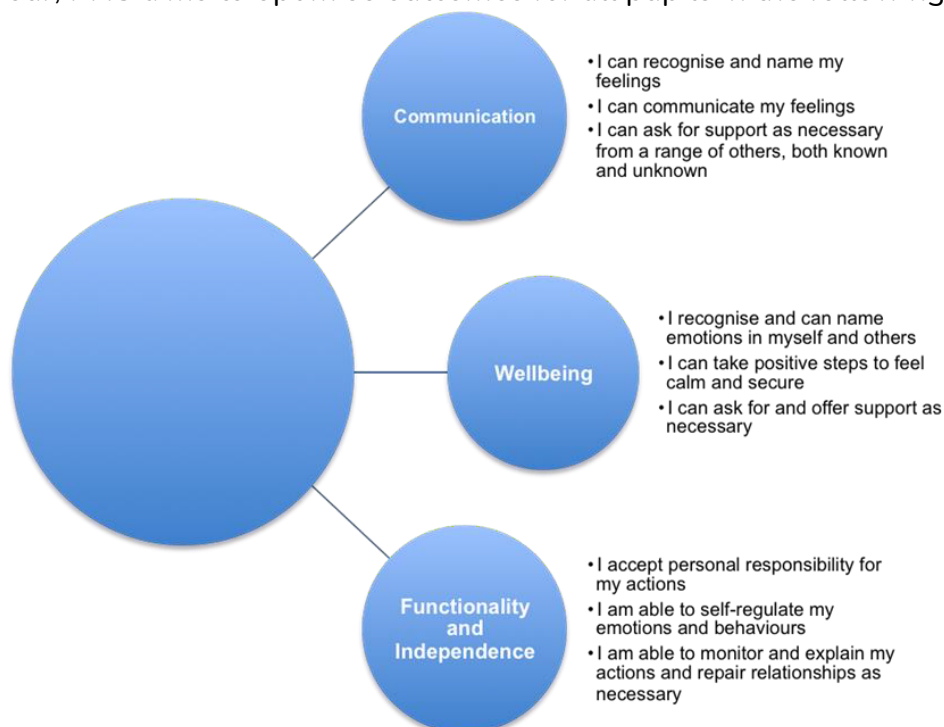 Communication
• I can recognise and name my
feelings
• I can communicate my feelings
• I can ask for support as necessary
from a range of others, both known
and unknown
Wellbeing
• I recognise and can name
emotions in myself and others
• I can take positive steps to feel
calm and secure
• I can ask for and offer support as
necessary
Functionality
and
Independence
• I accept personal responsibility for
my actions
• I am able to self-regulate my
emotions and behaviours
• I am able to monitor and explain my
actions and repair relationships as
necessary